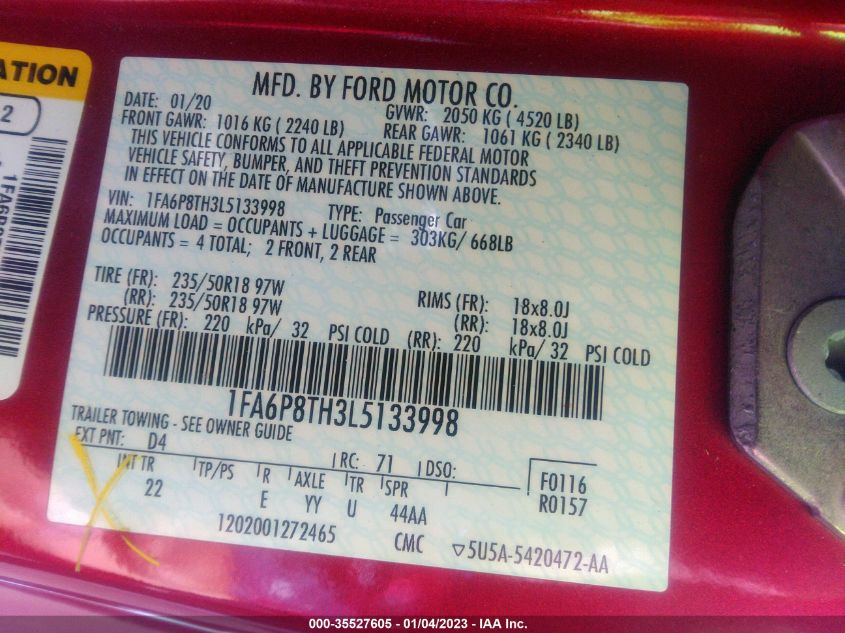 ATION
2
1FA6P8T
MFD. BY FORD MOTOR CO.
DATE: 01/20 GVWR: 2050 KG ( 4520 LB)
FRONT GAWR: 1016 KG ( 2240 LB) REAR GAWR: 1061 KG ( 2340 LB)
THIS VEHICLE CONFORMS TO ALL APPLICABLE FEDERAL MOTOR
VEHICLE SAFETY, BUMPER, AND THEFT PREVENTION STANDARDS
IN EFFECT ON THE DATE OF MANUFACTURE SHOWN ABOVE.
VIN: 1FA6P8TH3L5133998 TYPE: Passenger Car
MAXIMUM LOAD = OCCUPANTS + LUGGAGE = 303KG/ 668LB
OCCUPANTS = 4 TOTAL; 2 FRONT, 2 REAR
TIRE (FR): 235/50R18 97W RIMS (FR): 18x8.0J
(RR): 235/50R18 97W (RR): 18x8.0J
PRESSURE (FR): 220 kPa/ 32 PSI COLD (RR): 220 kPa/ 32 PSI COLD
1FA6P8TH3L5133998
TRAILER TOWING - SEE OWNER GUIDE
EXT PNT: D4 RC: 71 DSO:
INT TR TP/PS R AXLE TR SPR F0116
22 E YY U 44AA R0157
1202001272465 CMC ▽5U5A-5420472-AA
000-35527605 - 01/04/2023 - IAA Inc.